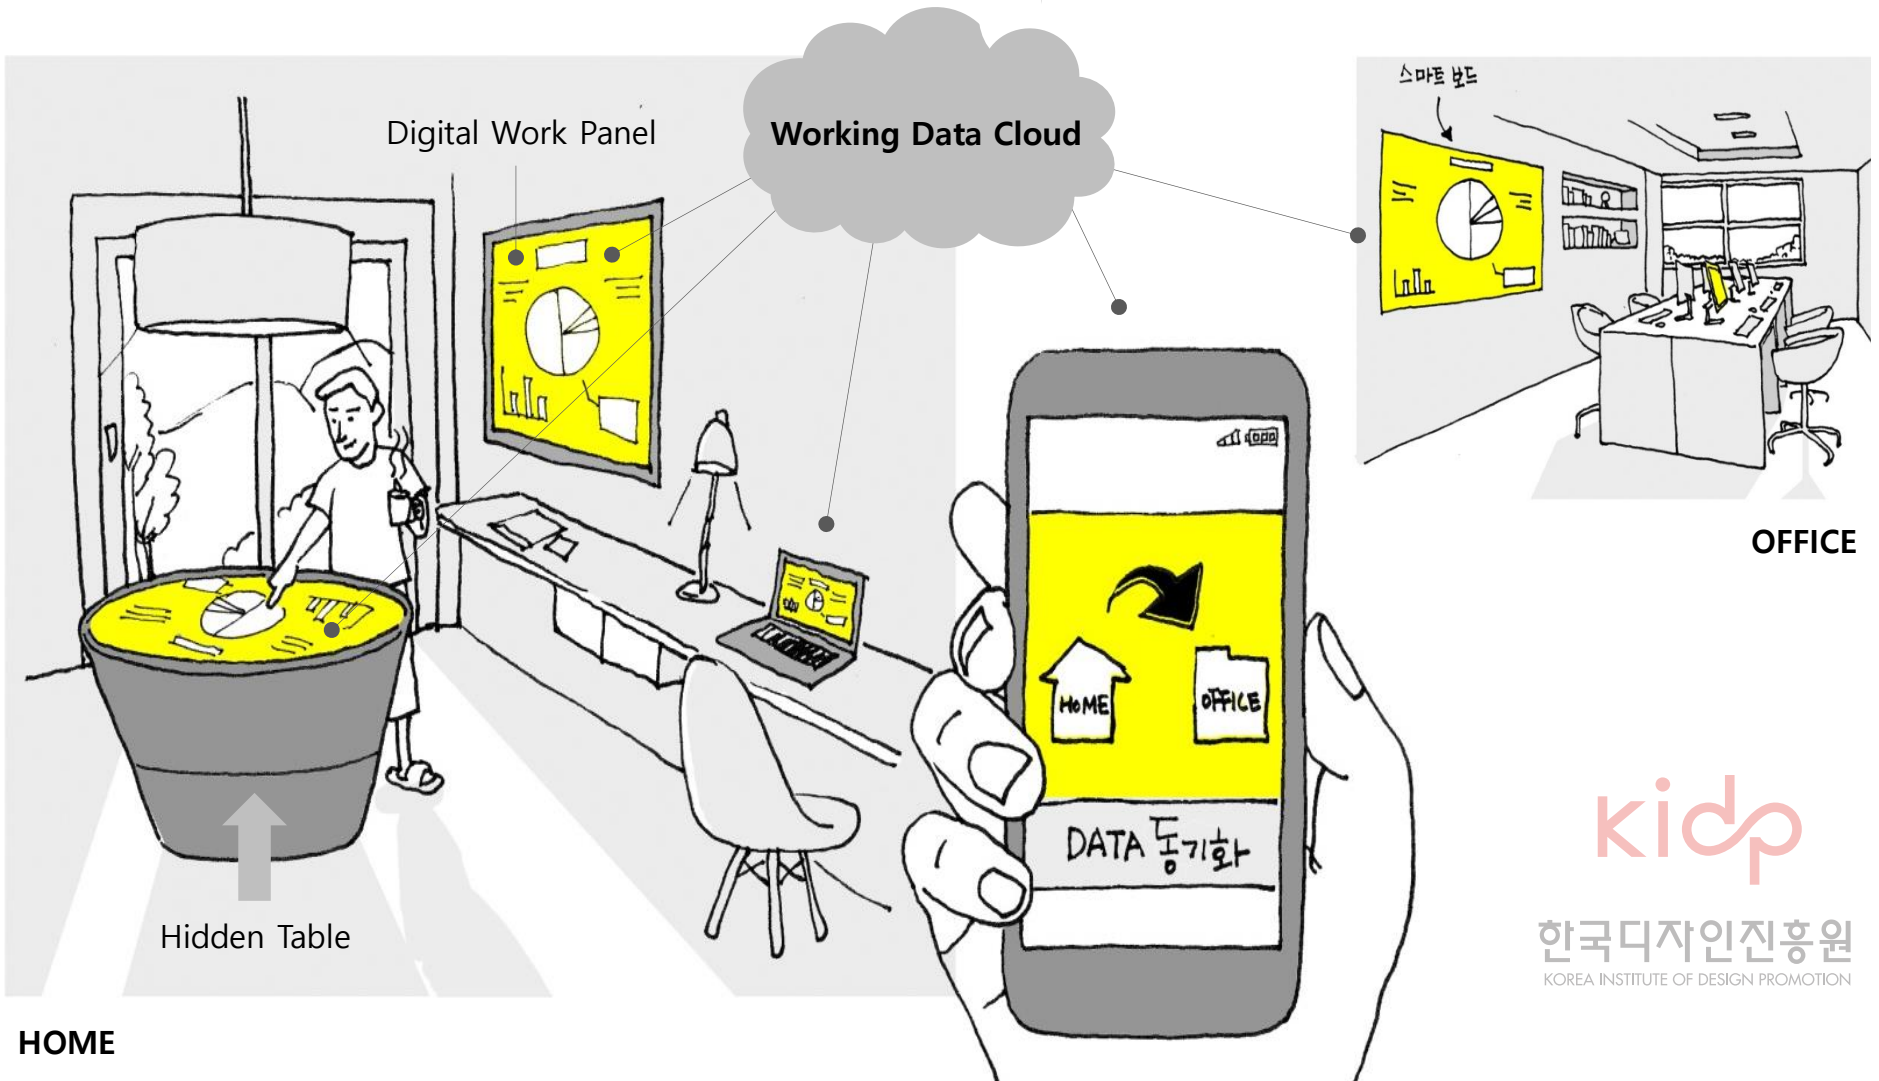 Working Data Cloud
Digital Work Panel
스마트 보드
OFFICE
HOME
OFFICE
DATA 동기화
Hidden Table
HOME
kidp
한국디자인진흥원
KOREA INSTITUTE OF DESIGN PROMOTION